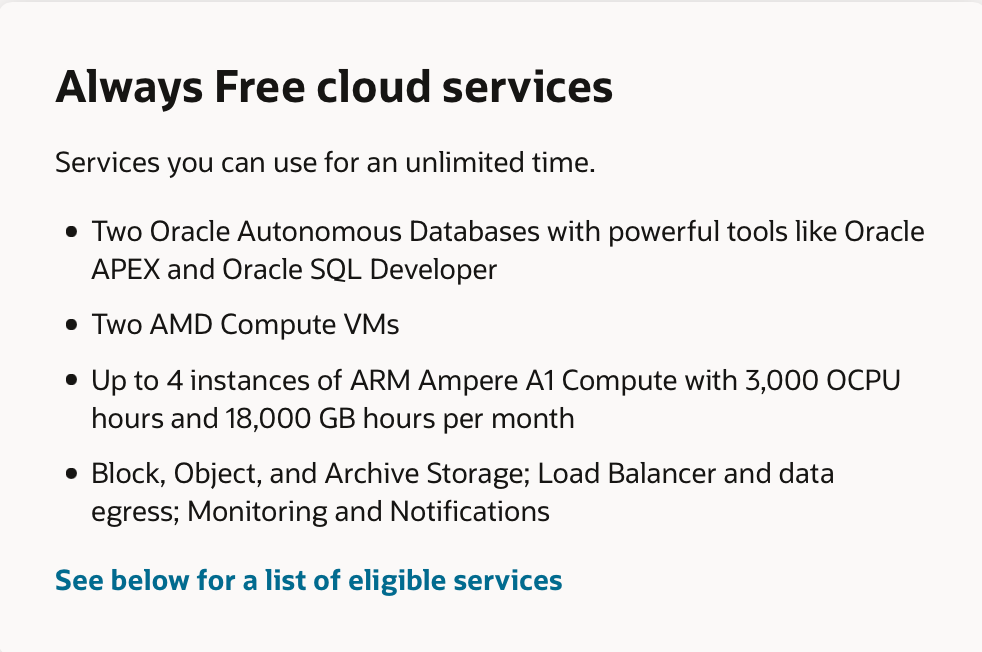 Always Free cloud services
Services you can use for an unlimited time.
• Two Oracle Autonomous Databases with powerful tools like Oracle
APEX and Oracle SQL Developer
• Two AMD Compute VMs
• Up to 4 instances of ARM Ampere A1 Compute with 3,000 OCPU
hours and 18,000 GB hours per month
• Block, Object, and Archive Storage; Load Balancer and data
egress; Monitoring and Notifications
See below for a list of eligible services